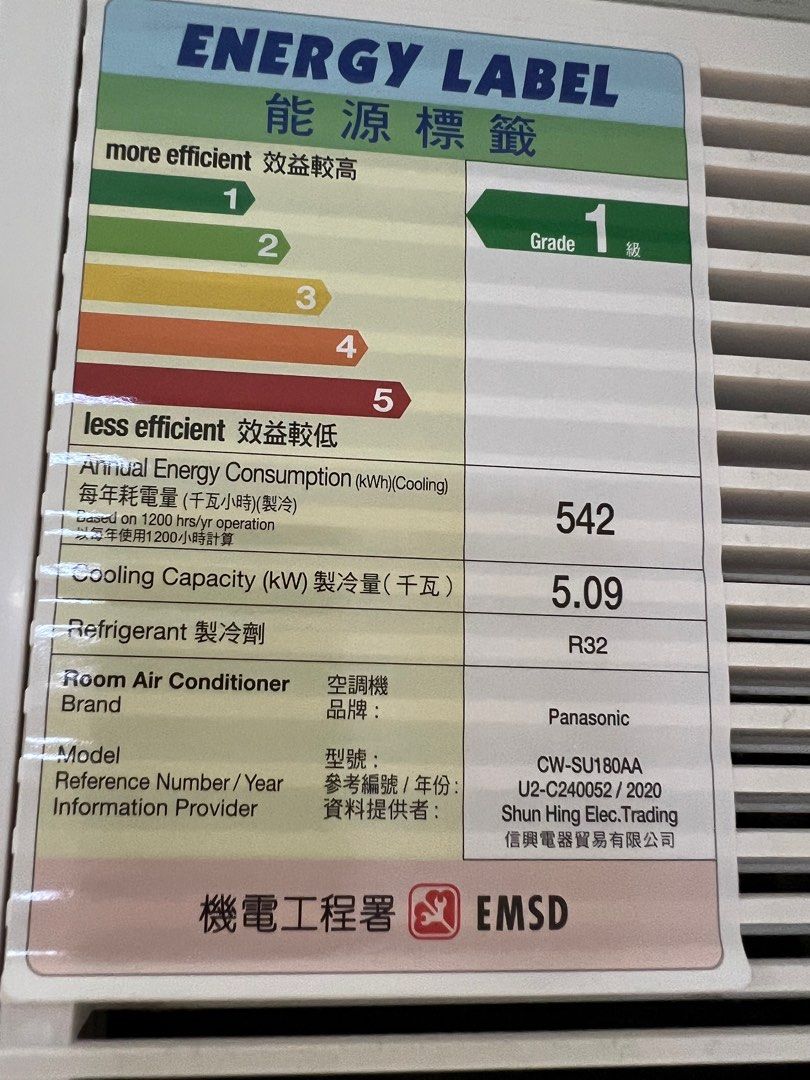 ENERGY LABEL
能源標籤
more efficient 效益較高
1
2
3
4
5
Grade 1 級
less efficient 效益較低
Annual Energy Consumption (kWh)(Cooling)
每年耗電量 (千瓦小時)(製冷)
Based on 1200 hrs/yr operation
以每年使用1200小時計算
542
Cooling Capacity (kW) 製冷量(千瓦)
5.09
Refrigerant 製冷劑
R32
Room Air Conditioner 空調機
Brand 品牌:
Panasonic
Model 型號:
CW-SU180AA
Reference Number / Year 參考編號 / 年份:
U2-C240052 / 2020
Information Provider 資料提供者:
Shun Hing Elec.Trading
信興電器貿易有限公司
機電工程署 EMSD